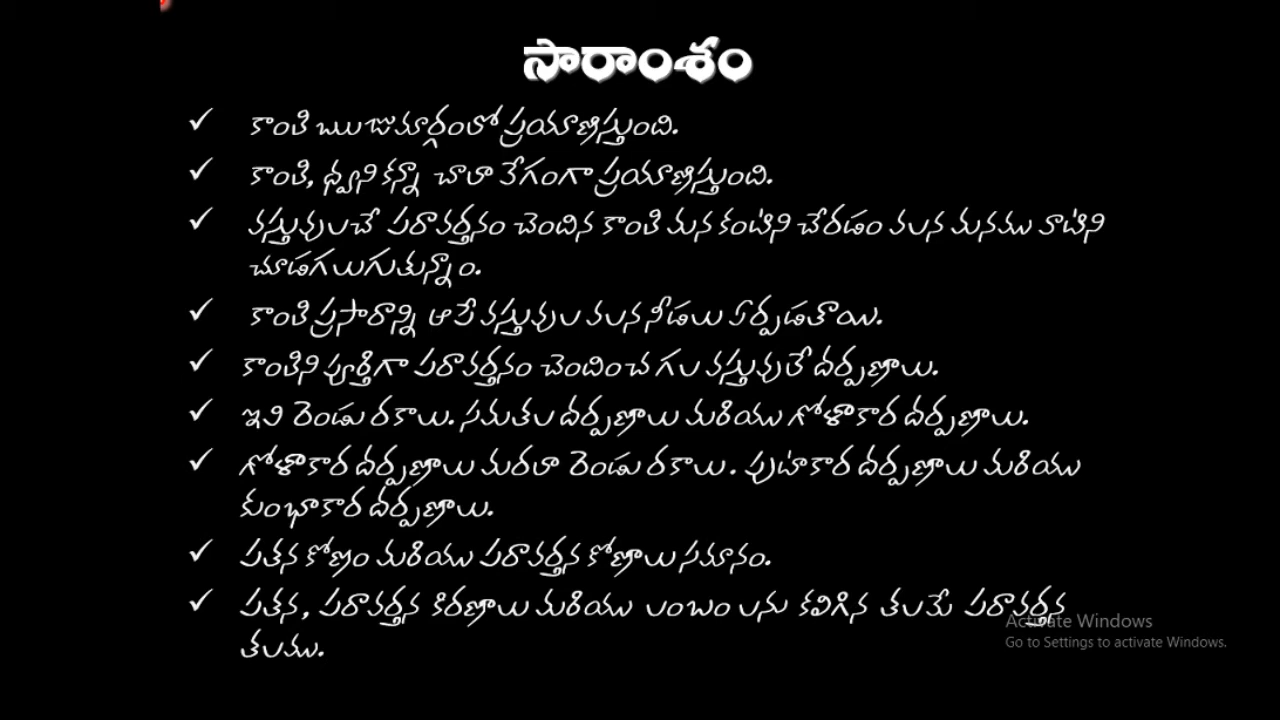 సారాంశం
✓ కాంతి ఋజుమార్గంలో ప్రయాణిస్తుంది.
✓ కాంతి, ధ్వని కన్నా చాలా వేగంగా ప్రయాణిస్తుంది.
✓ వస్తువులచే పరావర్తనం చెందిన కాంతి మన కంటిని చేరడం వలన మనము వాటిని
చూడగలుగుతున్నాం.
✓ కాంతి ప్రసారాన్ని ఆపే వస్తువుల వలన నీడలు ఏర్పడతాయి.
✓ కాంతిని పూర్తిగా పరావర్తనం చెందించ గల వస్తువులే దర్పణాలు.
✓ ఇవి రెండు రకాలు. సమతల దర్పణాలు మరియు గోళాకార దర్పణాలు.
✓ గోళాకార దర్పణాలు మరలా రెండు రకాలు. పుటాకార దర్పణాలు మరియు
కుంభాకార దర్పణాలు.
✓ పతన కోణం మరియు పరావర్తన కోణాలు సమానం.
✓ పతన, పరావర్తన కిరణాలు మరియు లంబం లను కలిగిన తలమే పరావర్తన
తలము.
Activate Windows
Go to Settings to activate Windows.